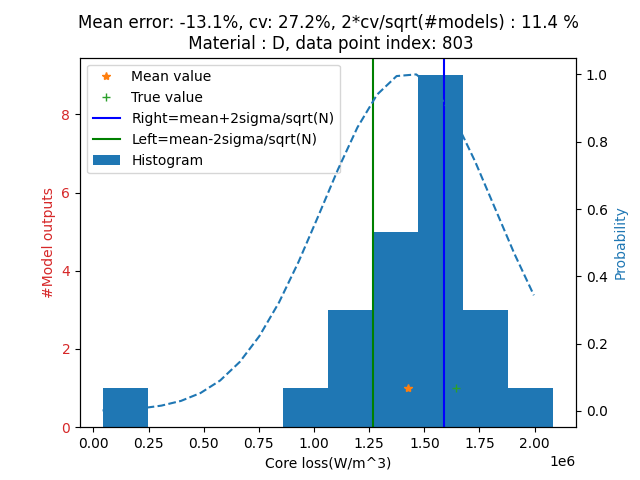 Mean error: -13.1%, cv: 27.2%, 2*cv/sqrt(#models) : 11.4 %
Material : D, data point index: 803
Mean value
True value
Right=mean+2sigma/sqrt(N)
Left=mean-2sigma/sqrt(N)
Histogram
#Model outputs
8
6
4
2
0
Probability
1.0
0.8
0.6
0.4
0.2
0.0
0.00 0.25 0.50 0.75 1.00 1.25 1.50 1.75 2.00
1e6
Core loss(W/m^3)